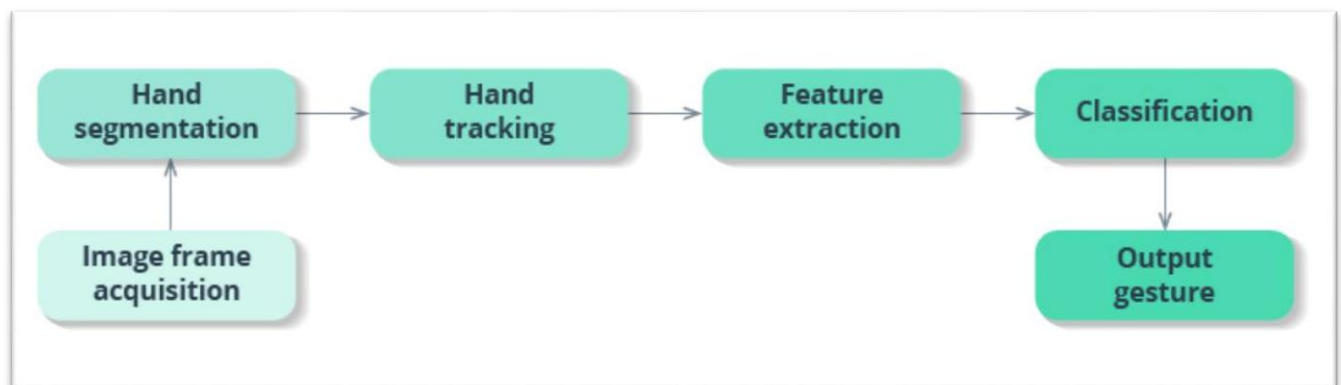 Image frame
acquisition
Hand
segmentation
Hand
tracking
Feature
extraction
Classification
Output
gesture